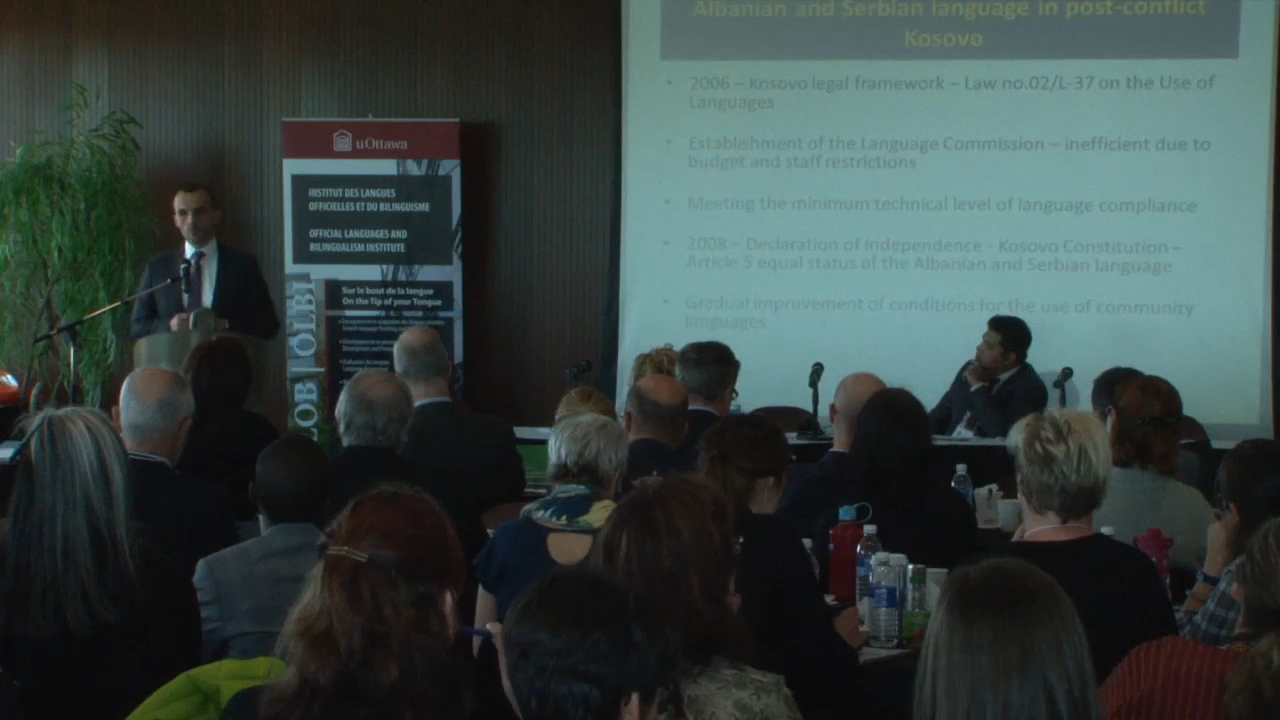 Albanian and Serbian language in post-conflict
Kosovo
• 2006 – Kosovo legal framework – Law no.02/L-37 on the Use of
Languages
• Establishment of the Language Commission – inefficient due to
budget and staff restrictions
• Meeting the minimum technical level of language compliance
• 2008 – Declaration of Independence - Kosovo Constitution –
Article 5 equal status of the Albanian and Serbian language
• Gradual improvement of conditions for the use of community
languages
uOttawa
INSTITUT DES LANGUES
OFFICIELLES ET DU BILINGUISME
OFFICIAL LANGUAGES AND
BILINGUALISM INSTITUTE
Sur le bout de la langue
On the Tip of your Tongue
LOB | OLBI